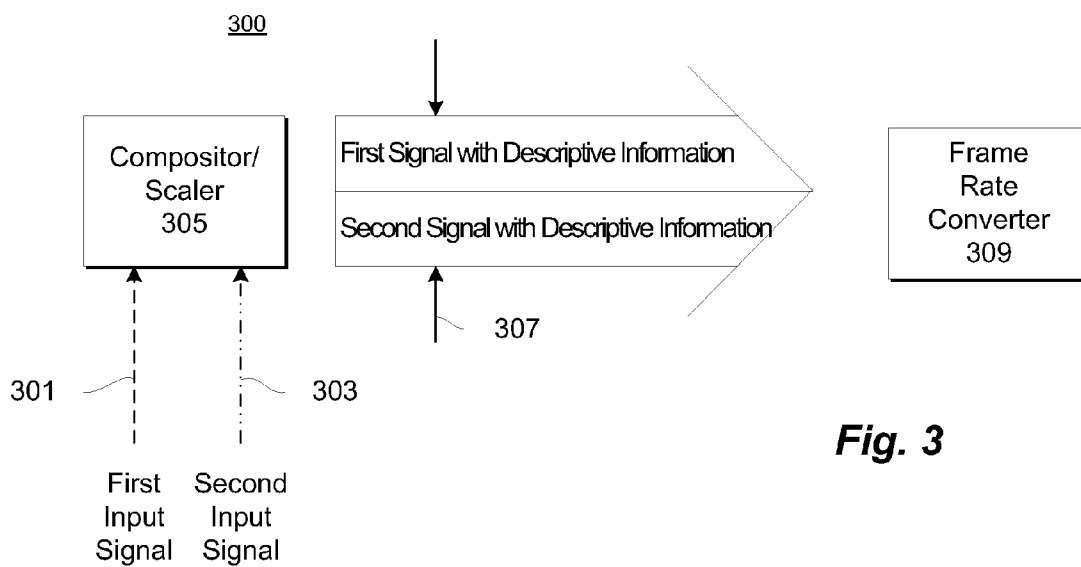 300
Compositor/
Scaler
305
First Signal with Descriptive Information
Second Signal with Descriptive Information
Frame
Rate
Converter
309
307
301
303
Fig. 3
First
Input
Signal
Second
Input
Signal